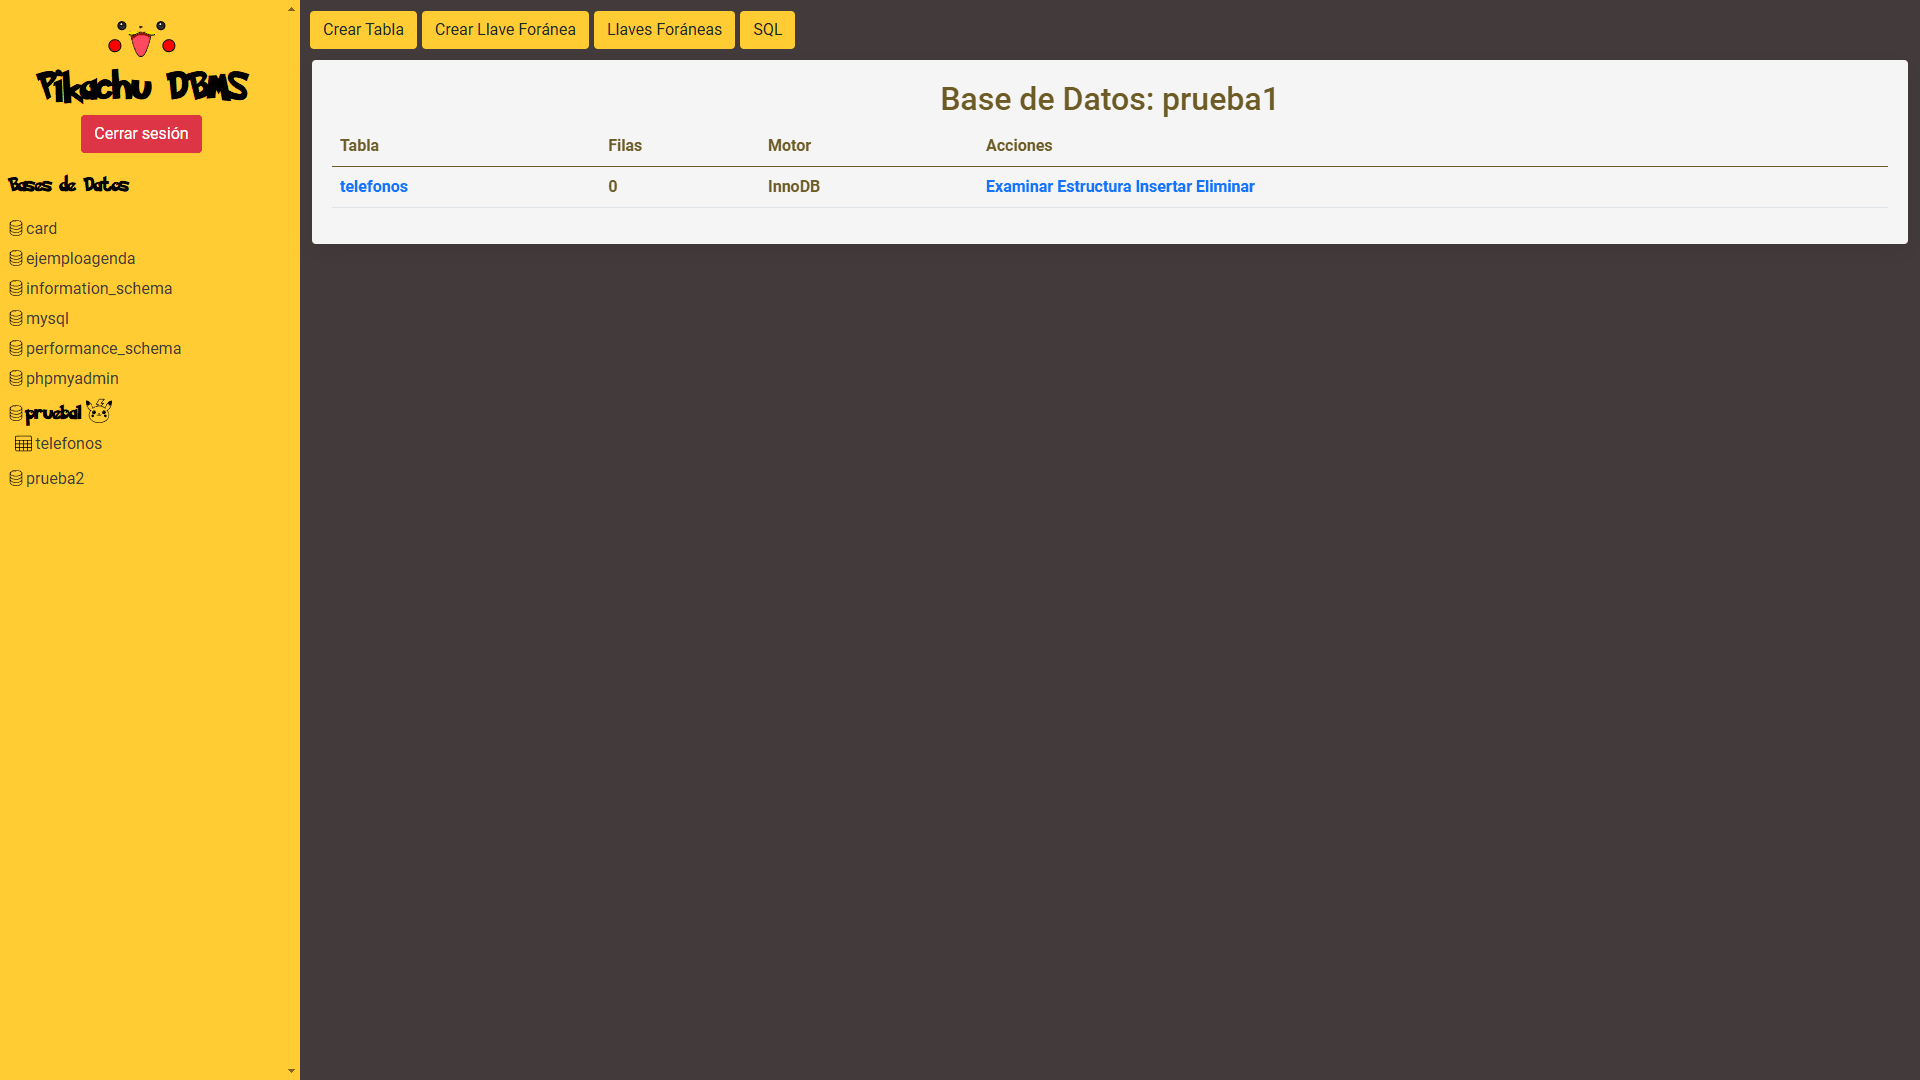 Pikachu DBMS
Cerrar sesión
Bases de Datos
card
ejemploagenda
information_schema
mysql
performance_schema
phpmyadmin
prueba1
telefonos
prueba2
Crear Tabla Crear Llave Foránea Llaves Foráneas SQL
Base de Datos: prueba1
Tabla Filas Motor Acciones
telefonos 0 InnoDB Examinar Estructura Insertar Eliminar